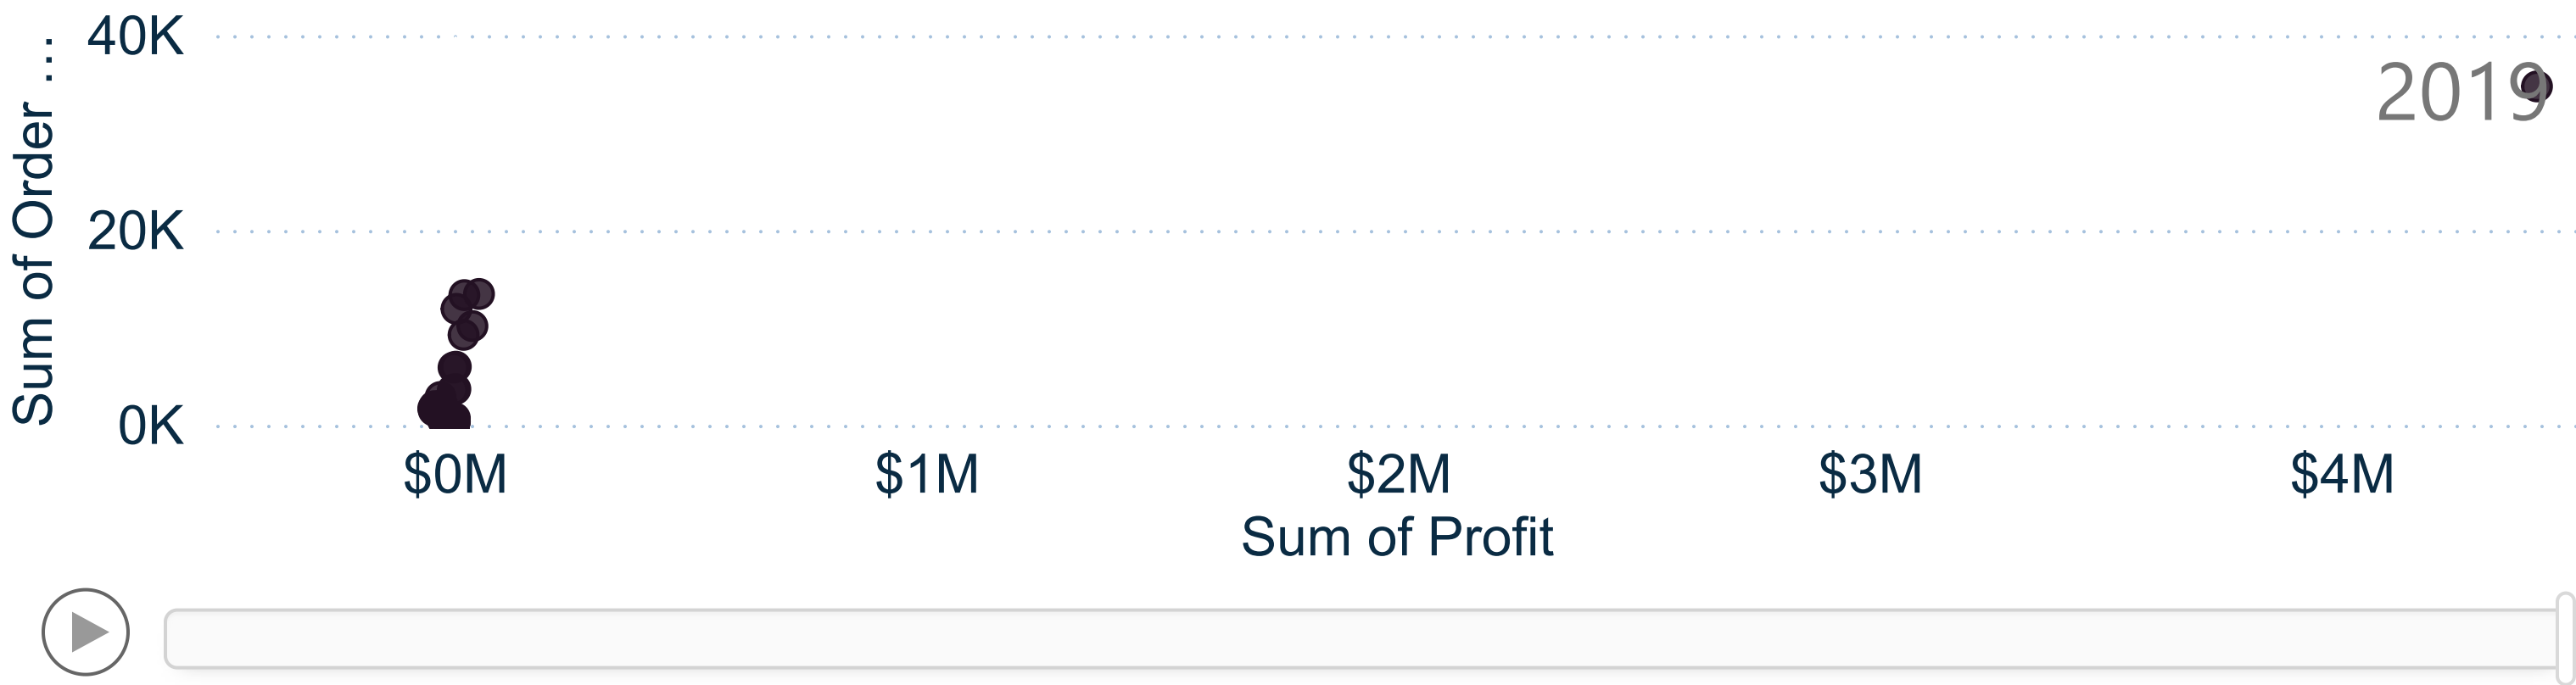 Sum of Order ...
40K
20K
0K
2019
$0M $1M $2M $3M $4M
Sum of Profit